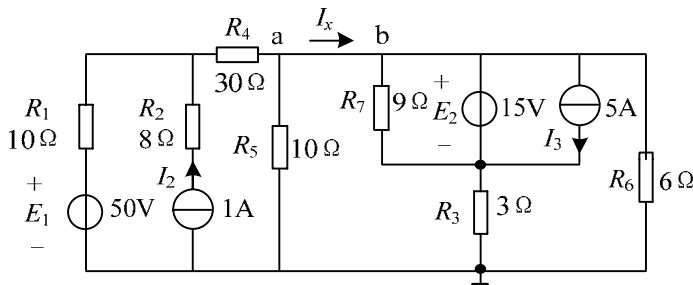 R4 a Ix b
30 Ω
R1
10 Ω
R2
8 Ω
R5
10 Ω
R7 9 Ω
+
E2 15V
–
5A
I3
I2
+
E1 50V
–
1A
R3 3 Ω
R6 6 Ω